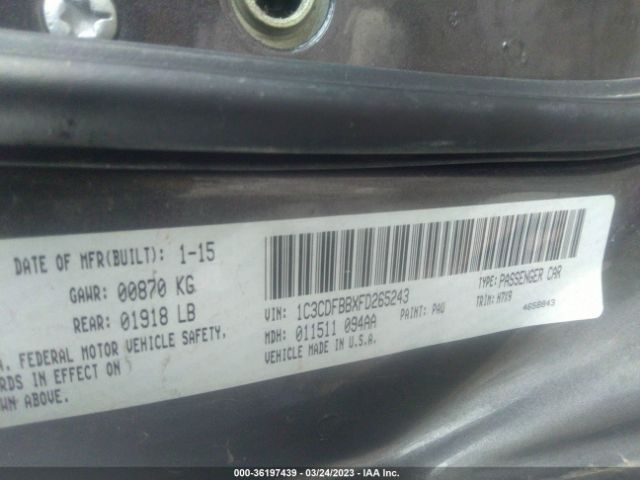 DATE OF MFR(BUILT): 1-15
GAWR: 00870 KG
REAR: 01918 LB
FEDERAL MOTOR VEHICLE SAFETY.
RDS IN EFFECT ON
WN ABOVE.
VIN: 1C3CDFBBXFD265243
TYPE: PASSENGER CAR
MDH: 011511 094AA
PAINT: PAU
TRIM: H7X9
VEHICLE MADE IN U.S.A.
4658843
000-36197439 — 03/24/2023 — IAA Inc.